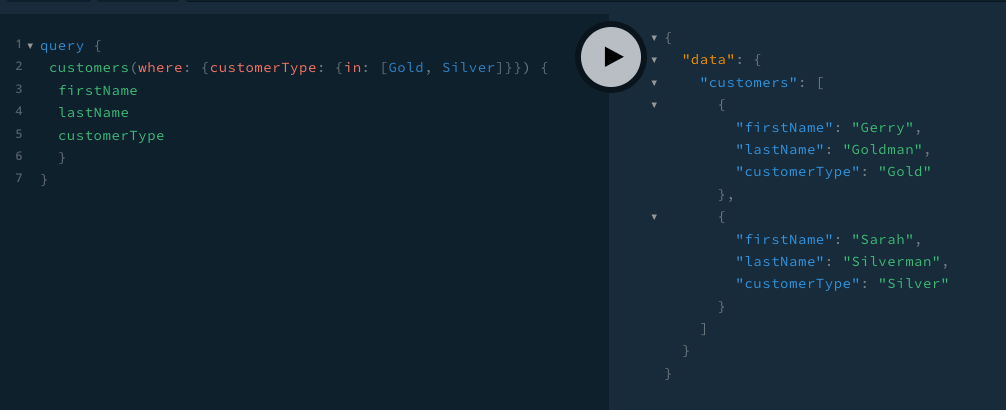 1 query {
2 customers(where: {customerType: {in: [Gold, Silver]}}) {
3 firstName
4 lastName
5 customerType
6 }
7 }
{
"data": {
"customers": [
{
"firstName": "Gerry",
"lastName": "Goldman",
"customerType": "Gold"
},
{
"firstName": "Sarah",
"lastName": "Silverman",
"customerType": "Silver"
}
]
}
}